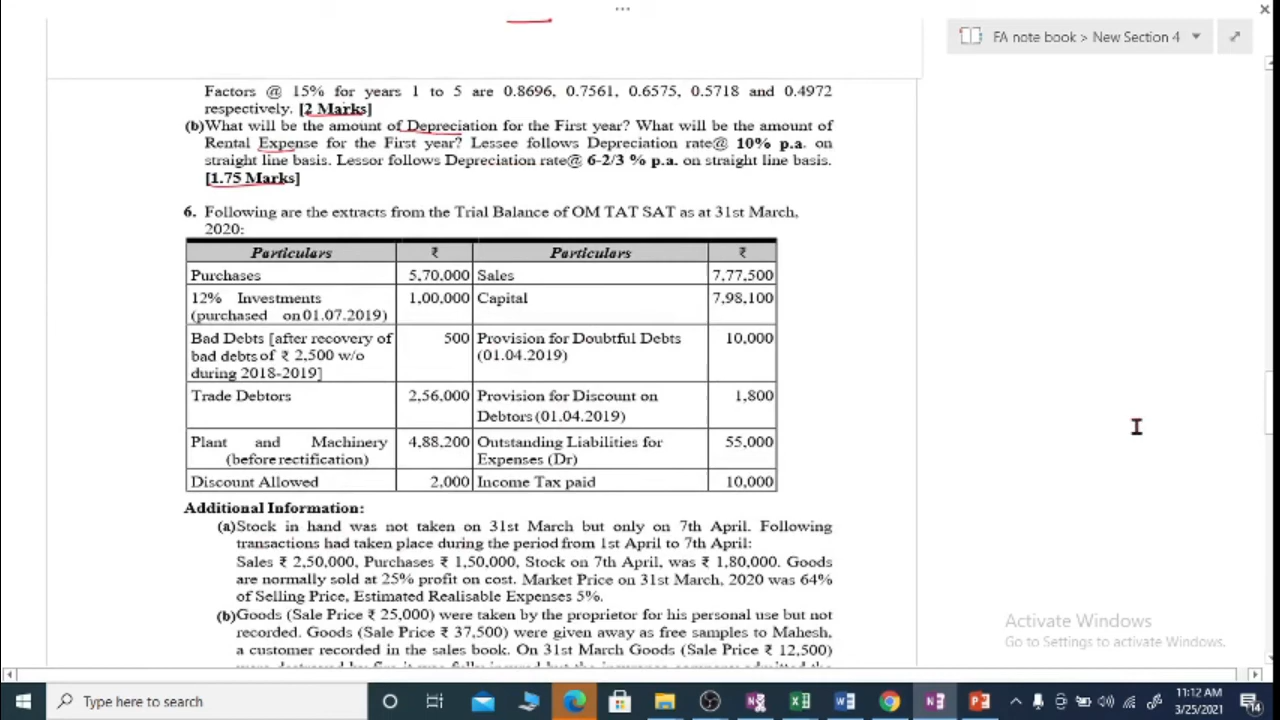 ...
FA note book > New Section 4
Factors @ 15% for years 1 to 5 are 0.8696, 0.7561, 0.6575, 0.5718 and 0.4972
respectively. [2 Marks]
(b)What will be the amount of Depreciation for the First year? What will be the amount of
Rental Expense for the First year? Lessee follows Depreciation rate@ 10% p.a. on
straight line basis. Lessor follows Depreciation rate@ 6-2/3 % p.a. on straight line basis.
[1.75 Marks]
6. Following are the extracts from the Trial Balance of OM TAT SAT as at 31st March,
2020:
Particulars ₹ Particulars ₹
Purchases 5,70,000 Sales 7,77,500
12% Investments 1,00,000 Capital 7,98,100
(purchased on 01.07.2019)
Bad Debts [after recovery of 500 Provision for Doubtful Debts 10,000
bad debts of ₹ 2,500 w/o (01.04.2019)
during 2018-2019]
Trade Debtors 2,56,000 Provision for Discount on 1,800
Debtors (01.04.2019)
Plant and Machinery 4,88,200 Outstanding Liabilities for 55,000
(before rectification) Expenses (Dr)
Discount Allowed 2,000 Income Tax paid 10,000
Additional Information:
(a)Stock in hand was not taken on 31st March but only on 7th April. Following
transactions had taken place during the period from 1st April to 7th April:
Sales ₹ 2,50,000, Purchases ₹ 1,50,000, Stock on 7th April, was ₹ 1,80,000. Goods
are normally sold at 25% profit on cost. Market Price on 31st March, 2020 was 64%
of Selling Price, Estimated Realisable Expenses 5%.
(b)Goods (Sale Price ₹ 25,000) were taken by the proprietor for his personal use but not
recorded. Goods (Sale Price ₹ 37,500) were given away as free samples to Mahesh,
a customer recorded in the sales book. On 31st March Goods (Sale Price ₹ 12,500)
Activate Windows
Go to Settings to activate Windows.
Type here to search
11:12 AM
3/25/2021
14